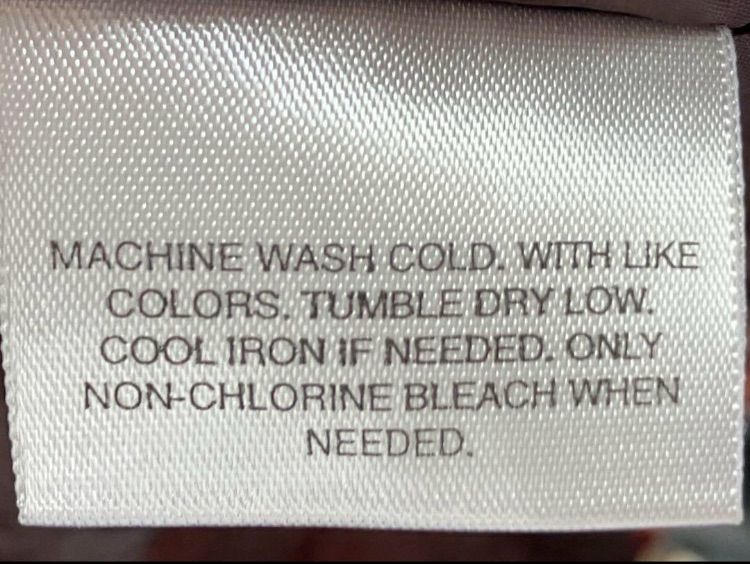 MACHINE WASH COLD. WITH LIKE
COLORS. TUMBLE DRY LOW.
COOL IRON IF NEEDED. ONLY
NON-CHLORINE BLEACH WHEN
NEEDED.